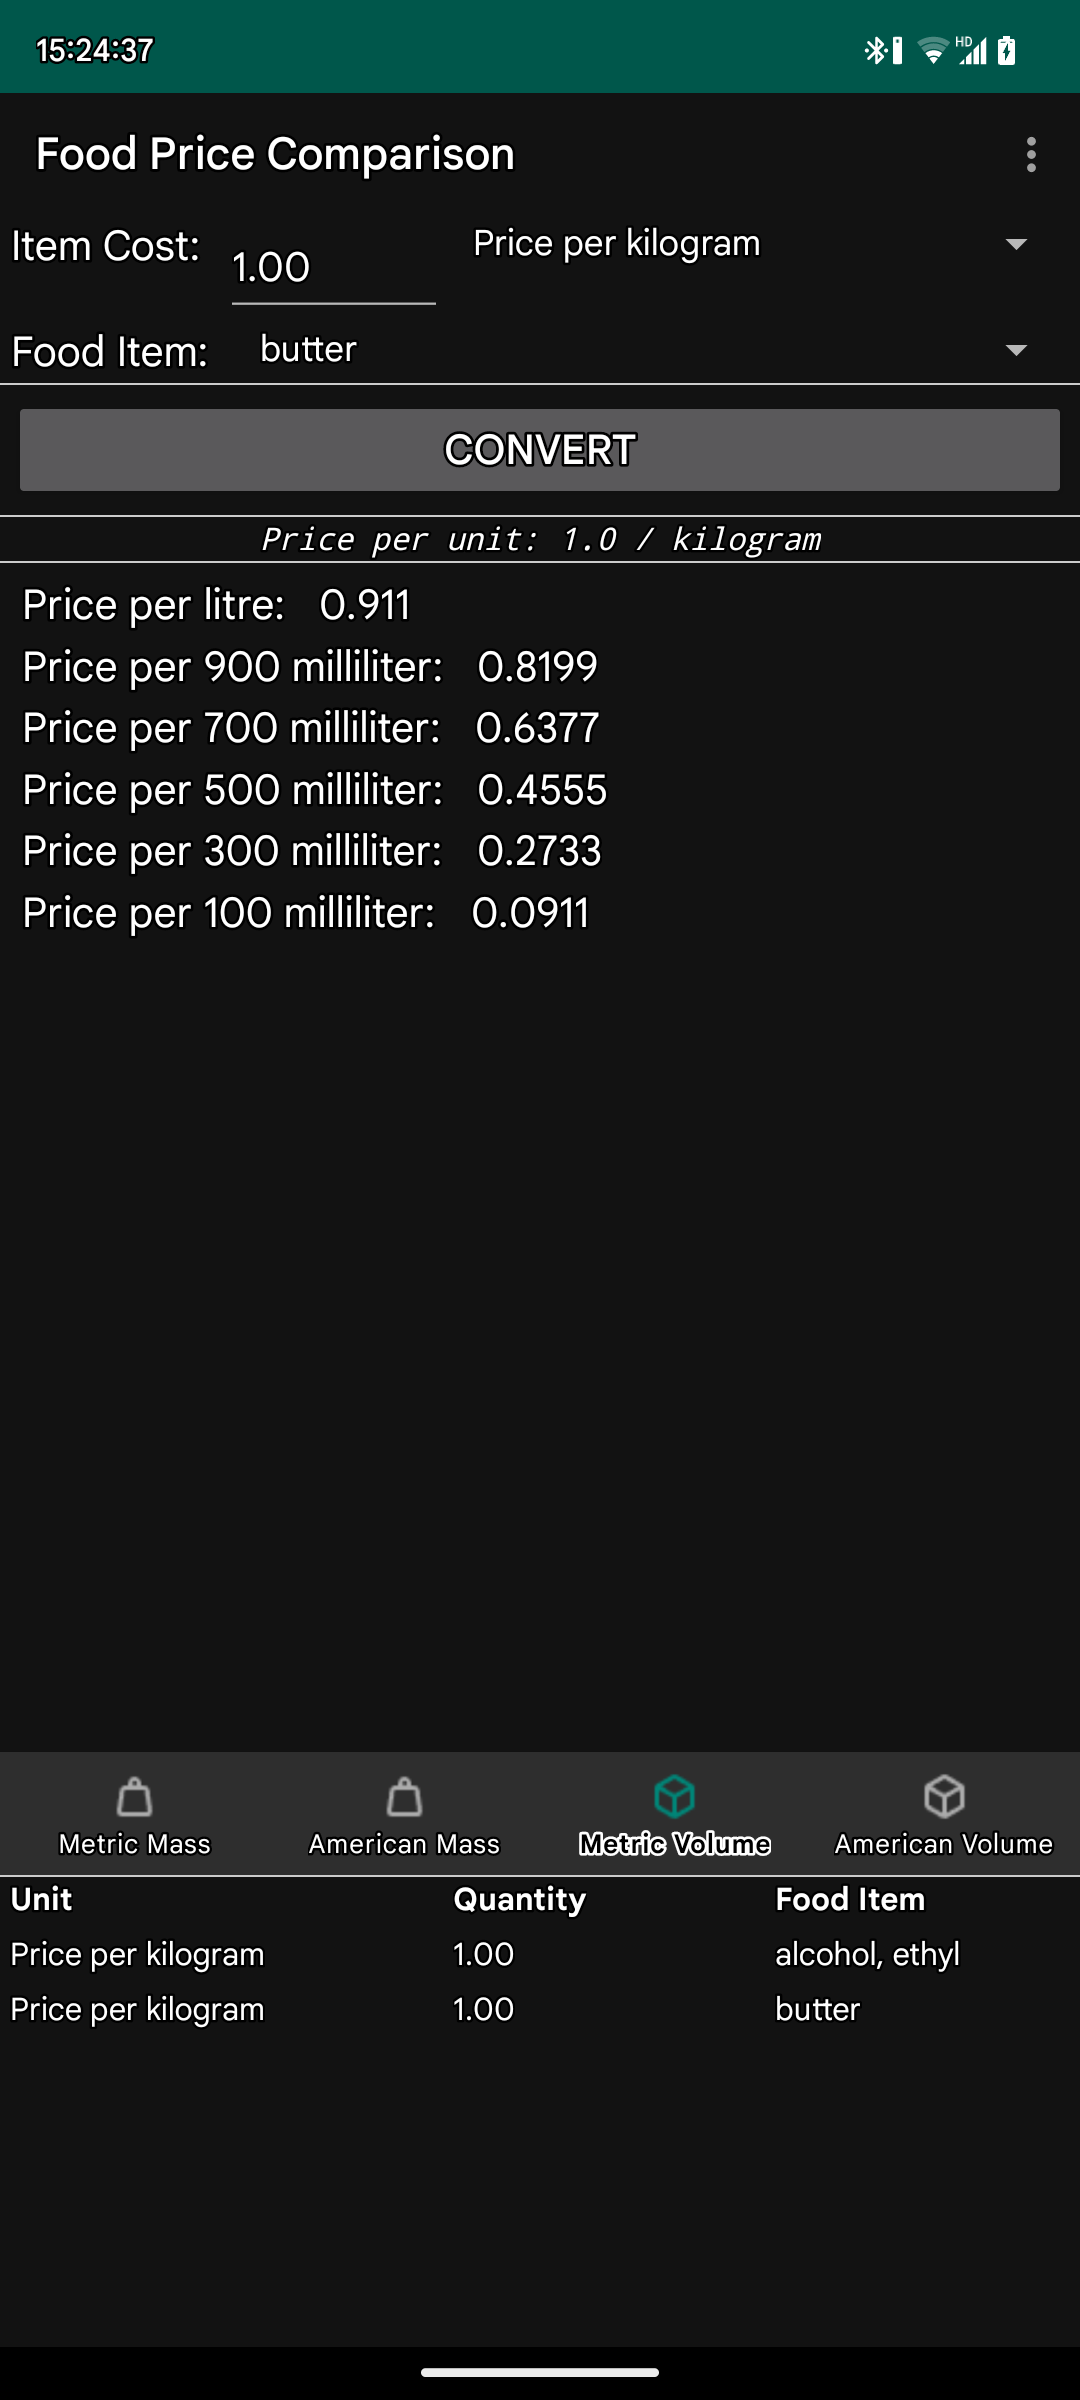 15:24:37
HD
Food Price Comparison
Item Cost: 1.00 Price per kilogram
Food Item: butter
CONVERT
Price per unit: 1.0 / kilogram
Price per litre: 0.911
Price per 900 milliliter: 0.8199
Price per 700 milliliter: 0.6377
Price per 500 milliliter: 0.4555
Price per 300 milliliter: 0.2733
Price per 100 milliliter: 0.0911
Metric Mass American Mass Metric Volume American Volume
Unit Quantity Food Item
Price per kilogram 1.00 alcohol, ethyl
Price per kilogram 1.00 butter